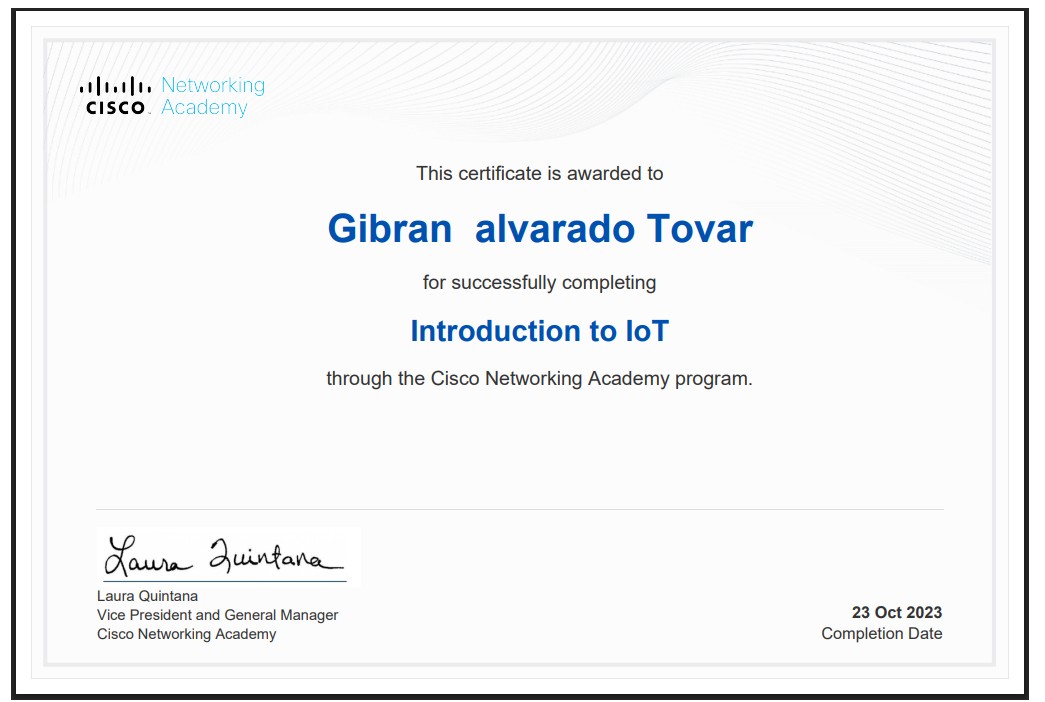 Networking
CISCO Academy
This certificate is awarded to
Gibran  alvarado Tovar
for successfully completing
Introduction to IoT
through the Cisco Networking Academy program.
Laura Quintana
Laura Quintana
Vice President and General Manager
Cisco Networking Academy
23 Oct 2023
Completion Date